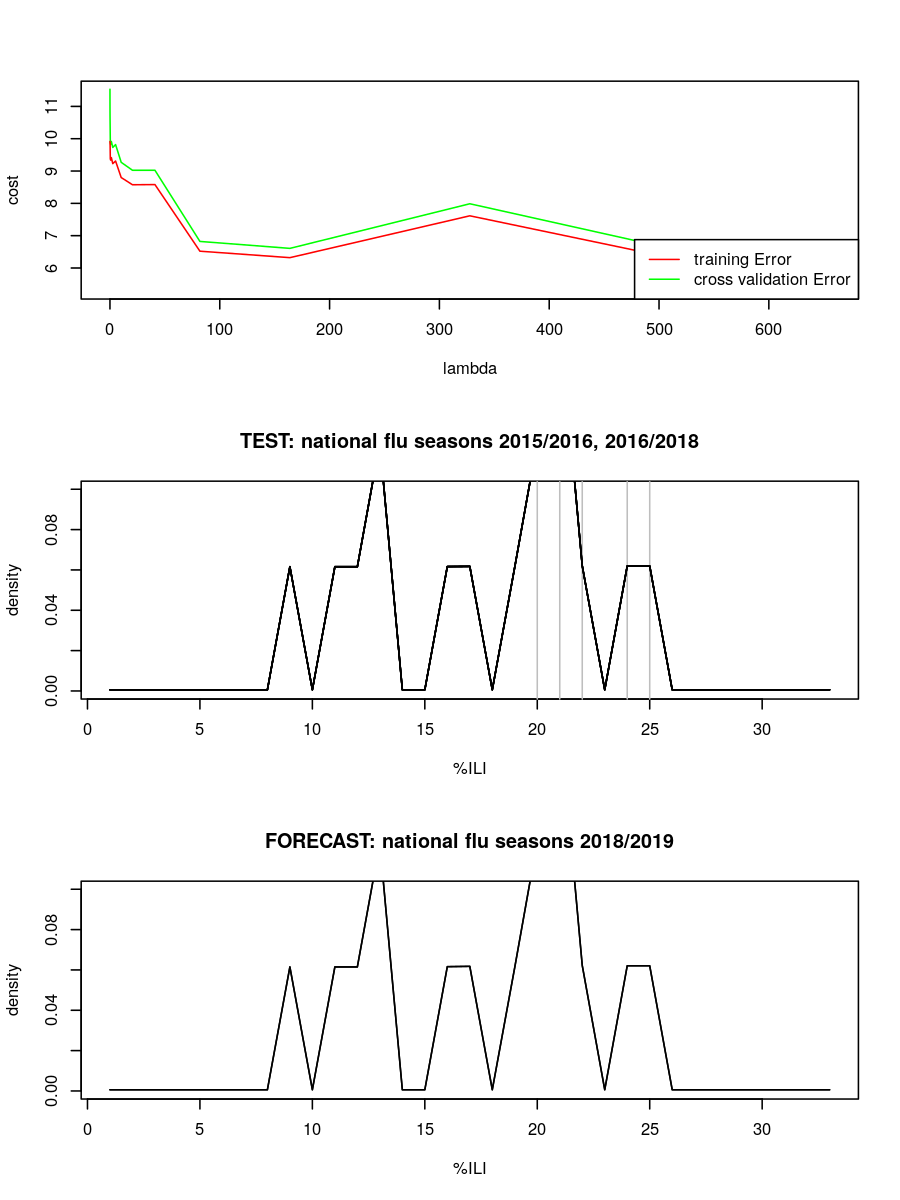 cost
11
10
9
8
7
6
training Error
cross validation Error
0 100 200 300 400 500 600
lambda
TEST: national flu seasons 2015/2016, 2016/2018
density
0.08
0.04
0.00
0 5 10 15 20 25 30
%ILI
FORECAST: national flu seasons 2018/2019
density
0.08
0.04
0.00
0 5 10 15 20 25 30
%ILI